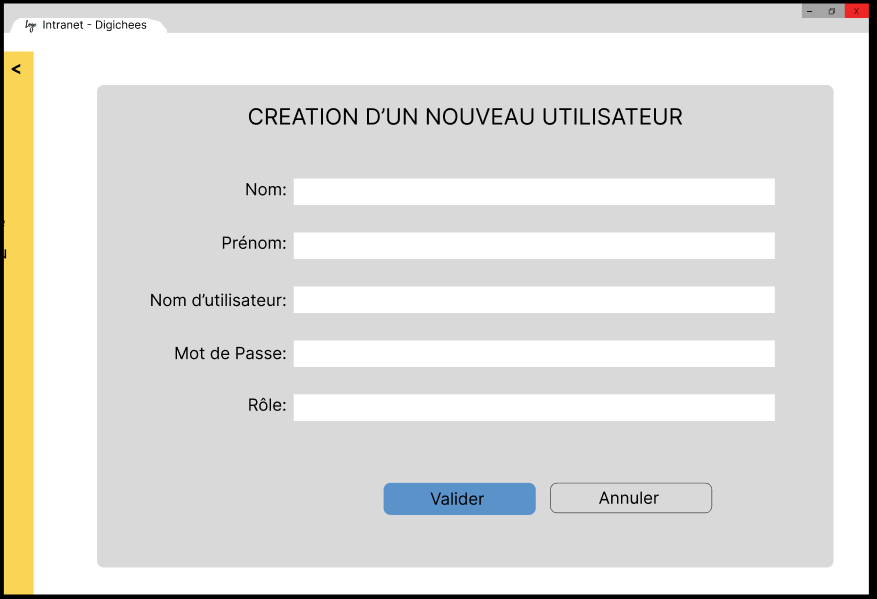 logo Intranet - Digichees
<
CREATION D’UN NOUVEAU UTILISATEUR
Nom:
Prénom:
Nom d’utilisateur:
Mot de Passe:
Rôle:
Valider Annuler